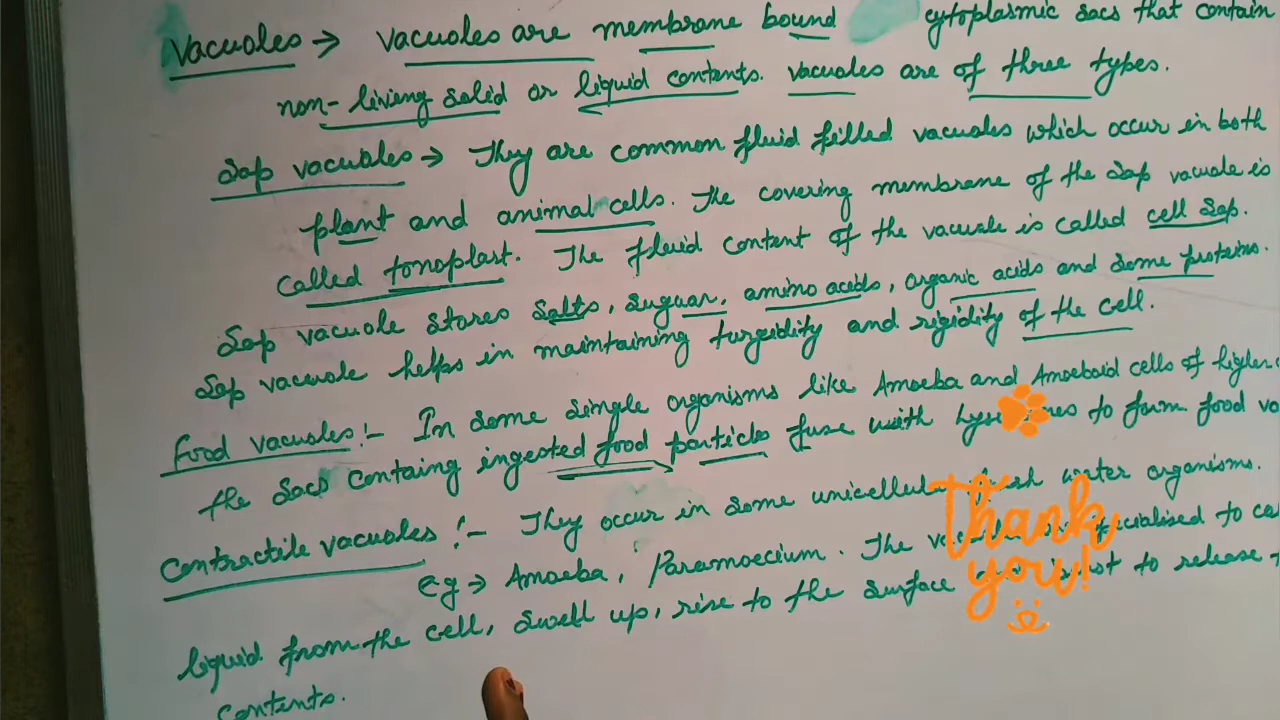 Vacuoles → Vacuoles are membrane bound cytoplasmic sacs that contain
non-living solid or liquid contents. Vacuoles are of three types.
Sap vacuoles → They are common fluid filled vacuoles which occur in both
plant and animal cells. The covering membrane of the sap vacuole is
called tonoplast. The fluid content of the vacuole is called cell sap.
Sap vacuole stores salts, suguar, amino acids, organic acids and some proteins.
Sap vacuole helps in maintaining turgidity and rigidity of the cell.
Food vacuoles:- In some single organisms like Amoeba and Amoeboid cells of higher
the sacs containg ingested food particles fuse with to form food
Contractile vacuoles:- They occur in some water organisms.
Eg → Amoeba, Paramoecium. The to
liquid from the cell, swell up, rise to the surface to release
contents.
Thank
you!